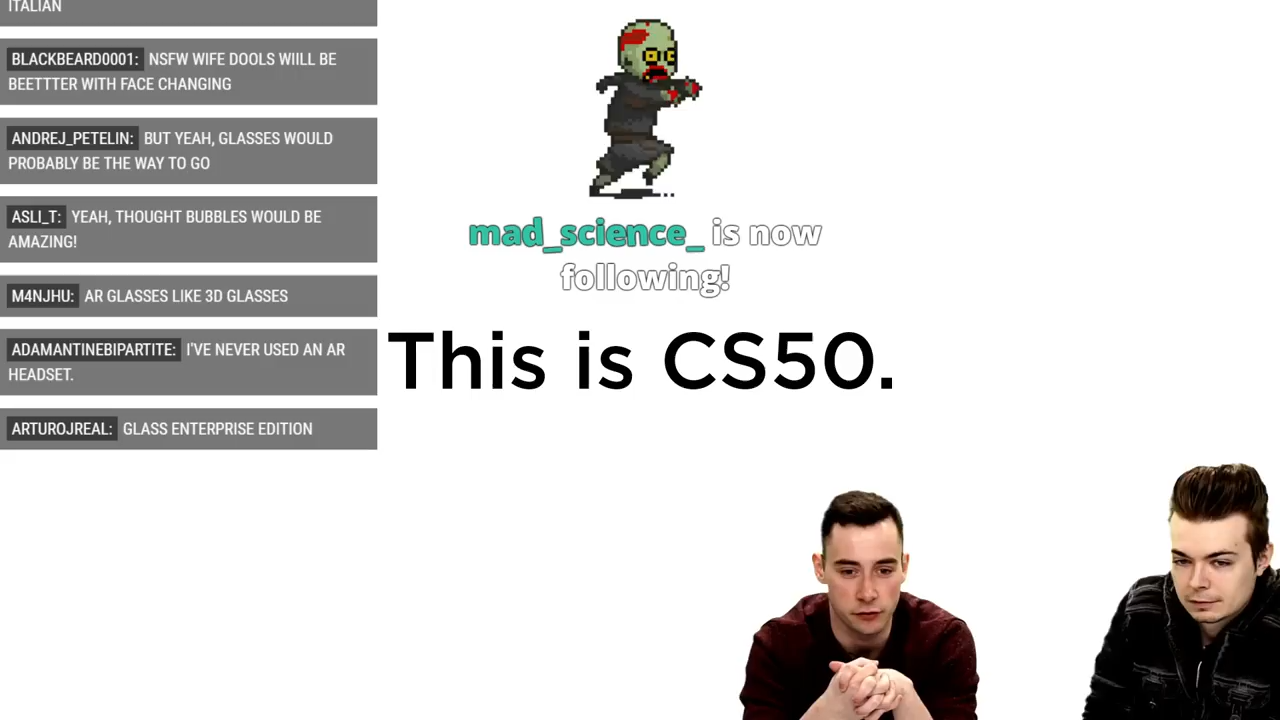 ITALIAN
BLACKBEARD0001: NSFW WIFE DOOLS WIILL BE
BEETTTER WITH FACE CHANGING
ANDREJ_PETELIN: BUT YEAH, GLASSES WOULD
PROBABLY BE THE WAY TO GO
ASLI_T: YEAH, THOUGHT BUBBLES WOULD BE
AMAZING!
M4NJHU: AR GLASSES LIKE 3D GLASSES
ADAMANTINEBIPARTITE: I'VE NEVER USED AN AR
HEADSET.
ARTUROJREAL: GLASS ENTERPRISE EDITION
mad_science_ is now
following!
This is CS50.